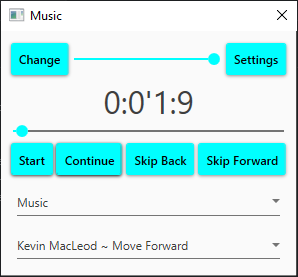 Music
Change Settings
0:0'1:9
Start Continue Skip Back Skip Forward
Music
Kevin MacLeod ~ Move Forward